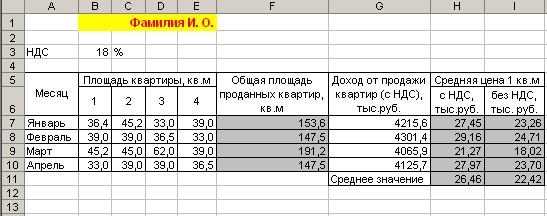 A B C D E F G H I
1 Фамилия И. О.
2
3 НДС 18 %
4
5 Месяц Площадь квартиры, кв.м Общая площадь проданных квартир, кв.м Доход от продажи квартир (с НДС), тыс.руб. Средняя цена 1 кв.м
6 1 2 3 4 с НДС, тыс.руб. без НДС, тыс. руб.
7 Январь 36,4 45,2 33,0 39,0 153,6 4215,6 27,45 23,26
8 Февраль 39,0 39,0 36,5 33,0 147,5 4301,4 29,16 24,71
9 Март 45,2 45,0 62,0 39,0 191,2 4065,9 21,27 18,02
10 Апрель 33,0 39,0 39,0 36,5 147,5 4125,7 27,97 23,70
11 Среднее значение 26,46 22,42
12
13